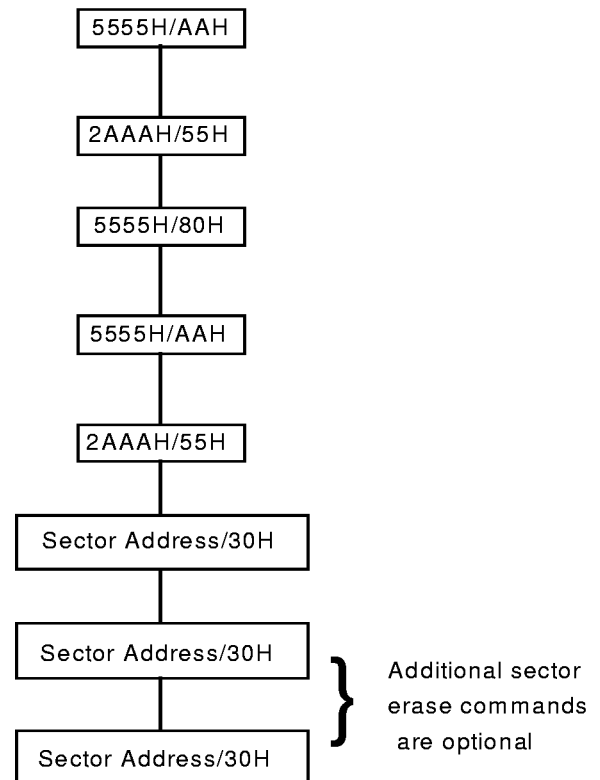 5555H/AAH
2AAAH/55H
5555H/80H
5555H/AAH
2AAAH/55H
Sector Address/30H
Sector Address/30H
Additional sector
erase commands
are optional
Sector Address/30H